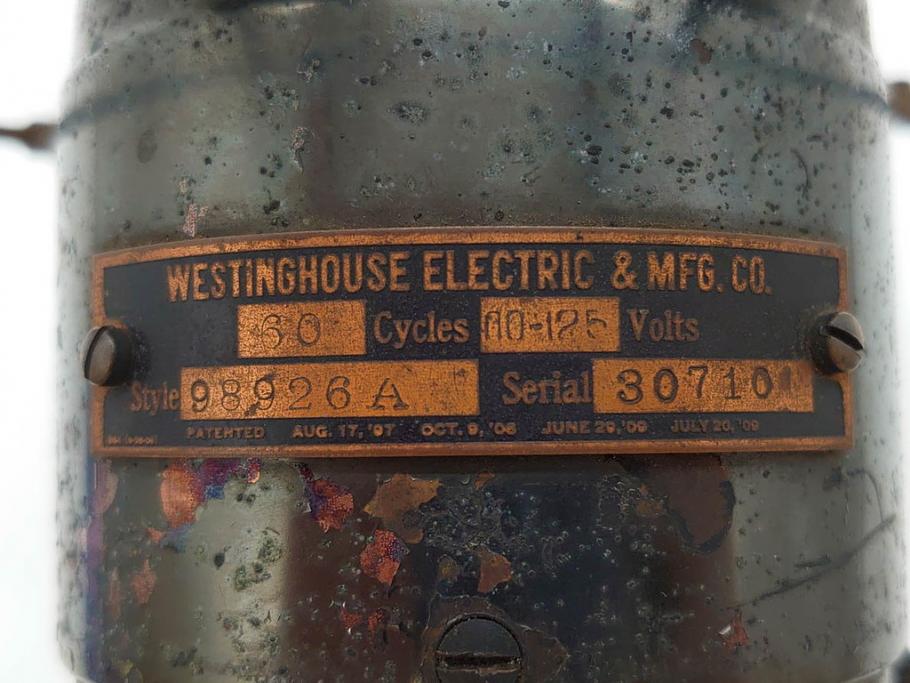 WESTINGHOUSE ELECTRIC & MFG. CO.
60 Cycles 110-125 Volts
Style 98926 A Serial 30710
PATENTED AUG. 17, '97 OCT. 9, '06 JUNE 29, '09 JULY 20, '09